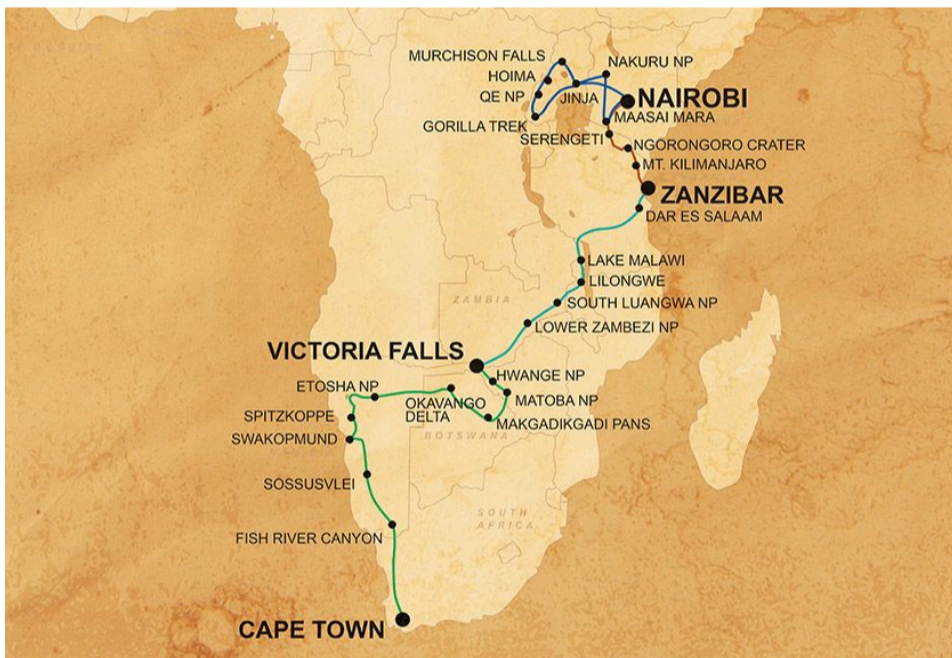 MURCHISON FALLS
NAKURU NP
HOIMA
QE NP
JINJA
NAIROBI
GORILLA TREK
MAASAI MARA
SERENGETI
NGORONGORO CRATER
MT. KILIMANJARO
ZANZIBAR
DAR ES SALAAM
LAKE MALAWI
LILONGWE
ZAMBIA
SOUTH LUANGWA NP
LOWER ZAMBEZI NP
VICTORIA FALLS
HWANGE NP
ETOSHA NP
MATOBA NP
OKAVANGO
DELTA
SPITZKOPPE
MAKGADIKGADI PANS
BOTSWANA
SWAKOPMUND
SOSSUSVLEI
SOUTH
AFRICA
FISH RIVER CANYON
CAPE TOWN